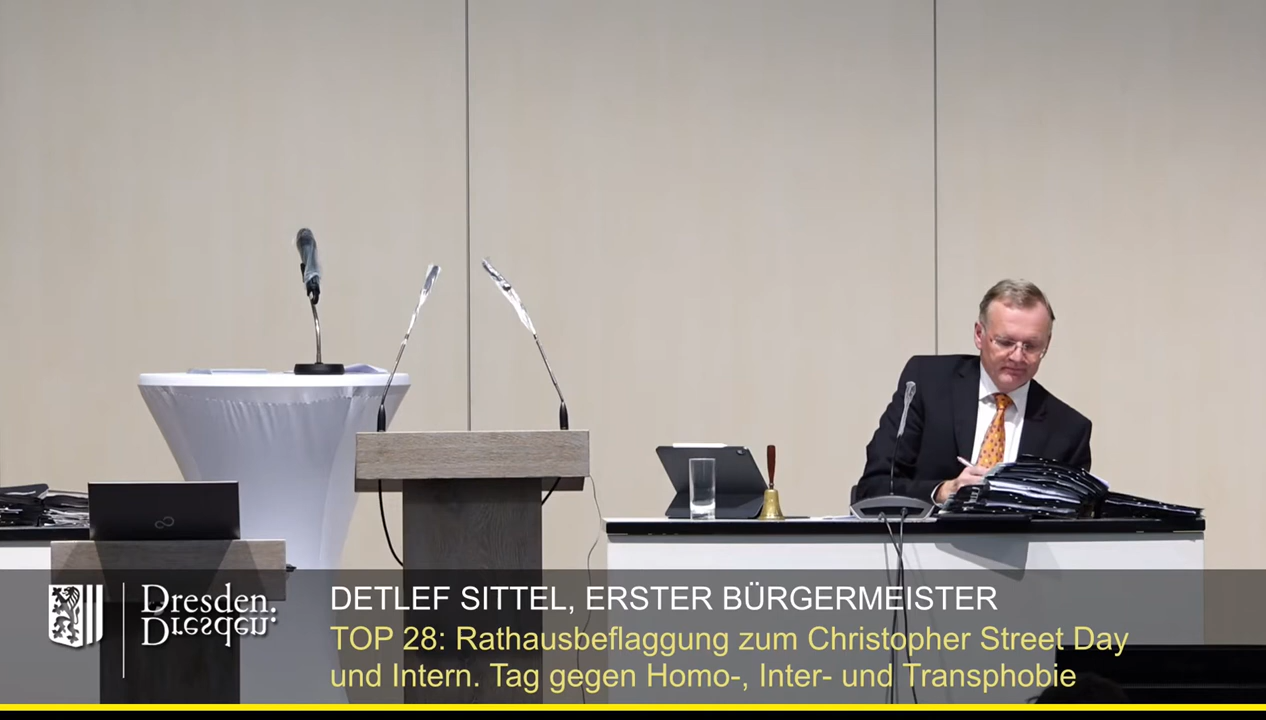 DETLEF SITTEL, ERSTER BÜRGERMEISTER
Dresden.
Dresden.
TOP 28: Rathausbeflaggung zum Christopher Street Day
und Intern. Tag gegen Homo-, Inter- und Transphobie